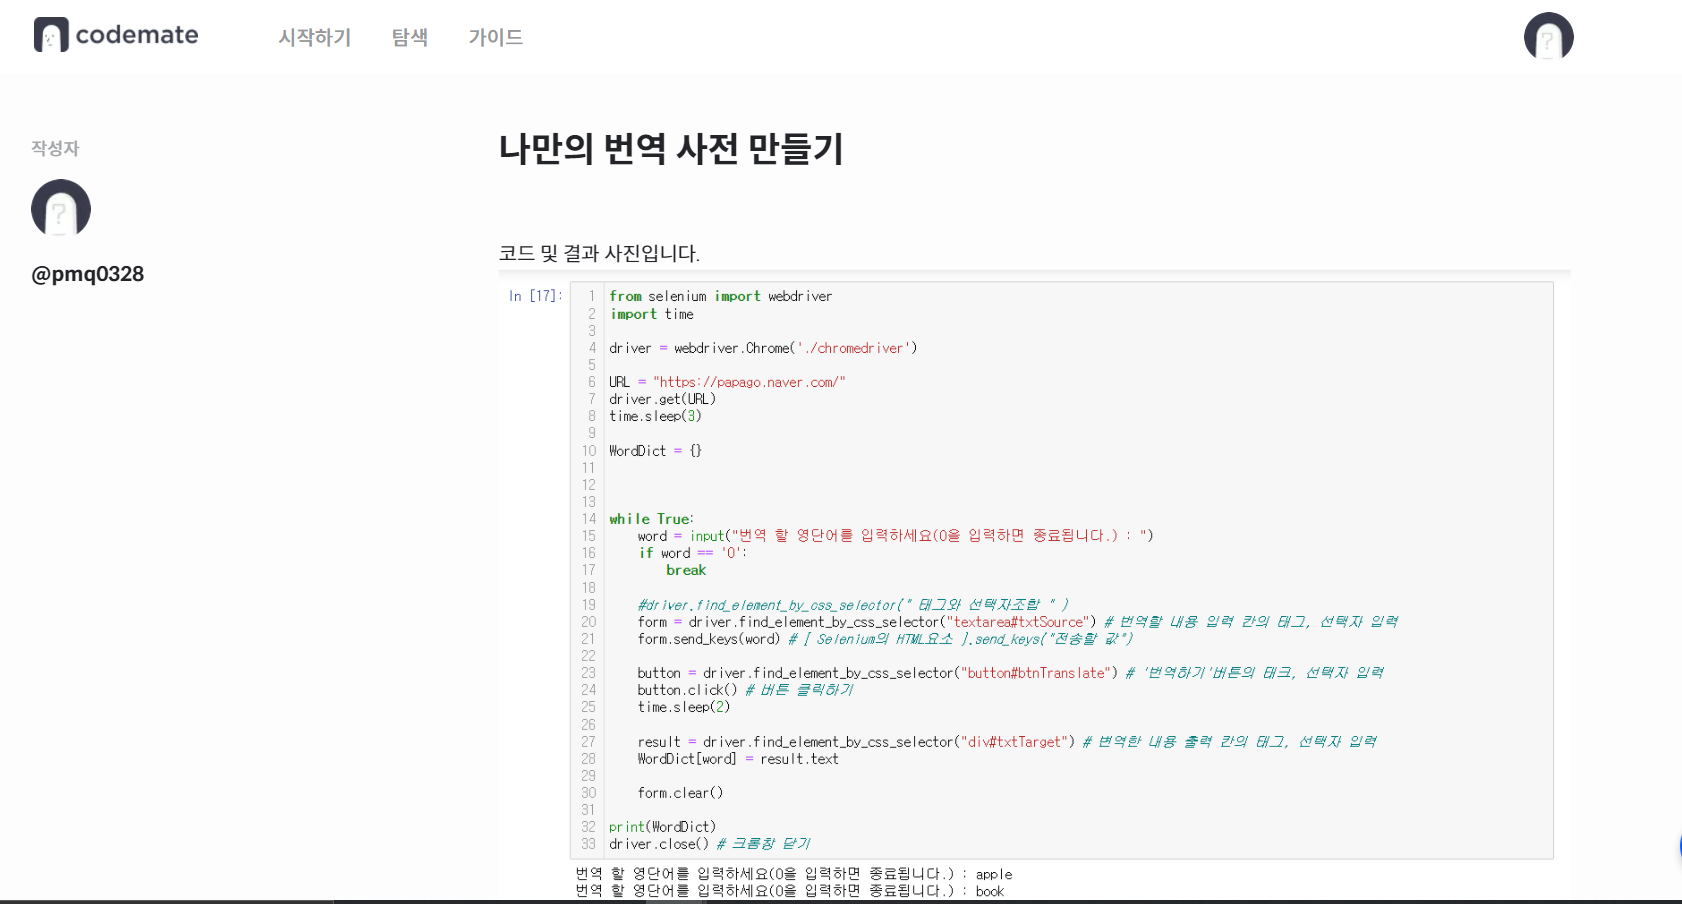 codemate
시작하기 탐색 가이드
작성자
@pmq0328
나만의 번역 사전 만들기
코드 및 결과 사진입니다.
In [17]:
1 from selenium import webdriver
2 import time
3
4 driver = webdriver.Chrome('./chromedriver')
5
6 URL = "https://papago.naver.com/"
7 driver.get(URL)
8 time.sleep(3)
9
10 WordDict = {}
11
12
13
14 while True:
15     word = input("번역 할 영단어를 입력하세요(0을 입력하면 종료됩니다.) : ")
16     if word == '0':
17         break
18
19     #driver.find_element_by_css_selector(" 태그와 선택자조합 " )
20     form = driver.find_element_by_css_selector("textarea#txtSource") # 번역할 내용 입력 칸의 태그, 선택자 입력
21     form.send_keys(word) # [ Selenium의 HTML요소 ].send_keys("전송할 값")
22
23     button = driver.find_element_by_css_selector("button#btnTranslate") # '번역하기'버튼의 태크, 선택자 입력
24     button.click() # 버튼 클릭하기
25     time.sleep(2)
26
27     result = driver.find_element_by_css_selector("div#txtTarget") # 변역한 내용 출력 칸의 태그, 선택자 입력
28     WordDict[word] = result.text
29
30     form.clear()
31
32 print(WordDict)
33 driver.close() # 크롬창 닫기
번역 할 영단어를 입력하세요(0을 입력하면 종료됩니다.) : apple
번역 할 영단어를 입력하세요(0을 입력하면 종료됩니다.) : book